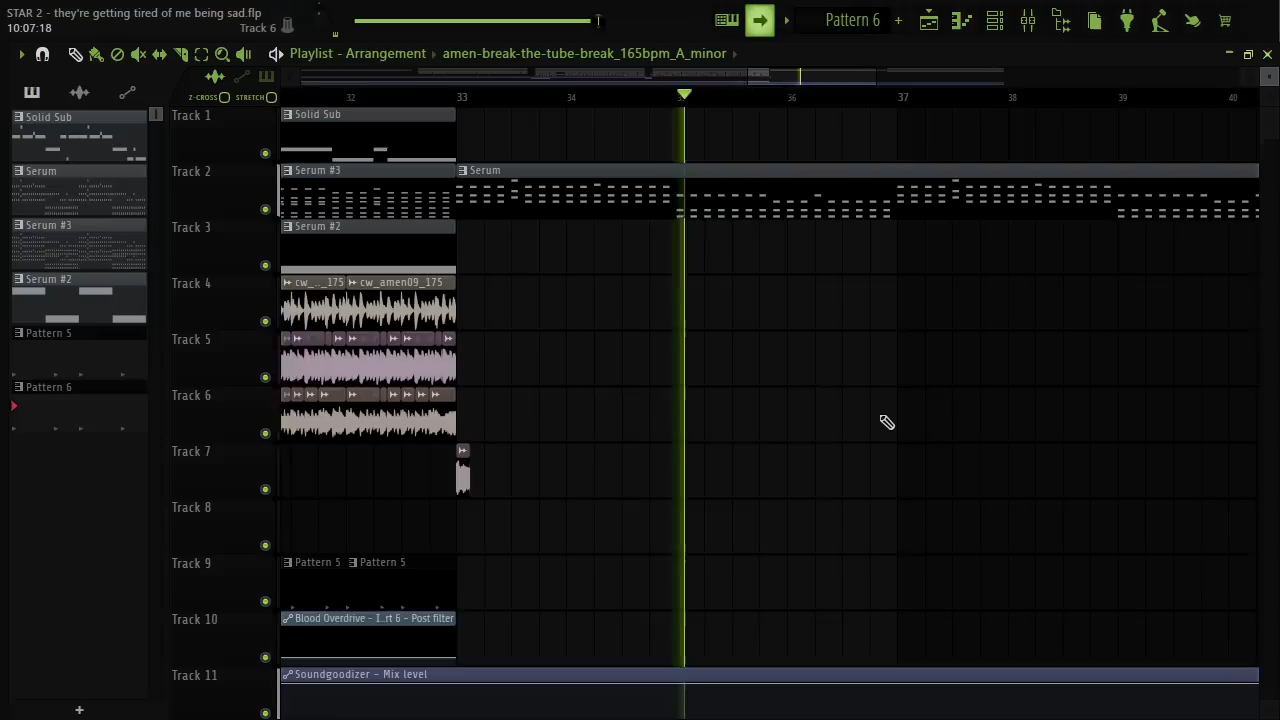 STAR 2 - they're getting tired of me being sad.flp
10:07:18
Track 6
Pattern 6
Playlist - Arrangement › amen-break-the-tube-break_165bpm_A_minor
Z-CROSS STRETCH
32 33 34 35 36 37 38 39 40
Solid Sub
Serum
Serum #3
Serum #2
Pattern 5
Pattern 6
Track 1
Solid Sub
Track 2
Serum #3 Serum
Track 3
Serum #2
Track 4
cw_.._175 cw_amen09_175
Track 5
Track 6
Track 7
Track 8
Track 9
Pattern 5 Pattern 5
Track 10
Blood Overdrive - I..rt 6 - Post filter
Track 11
Soundgoodizer - Mix level